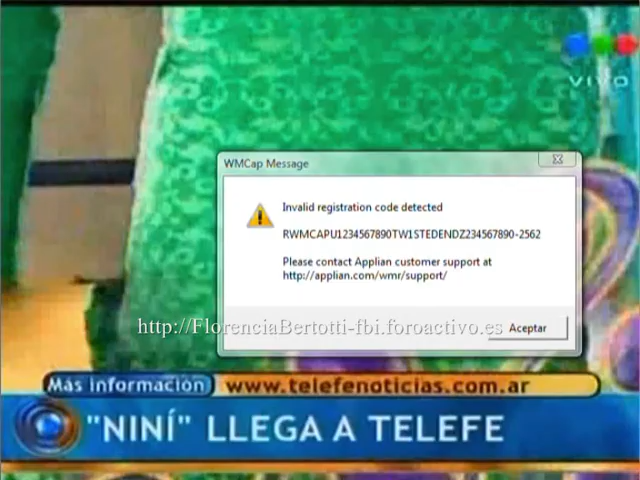 VIVO
WMCap Message
Invalid registration code detected
RWMCAPU1234567890TW1STEDENDZ234567890-2562
Please contact Applian customer support at
http://applian.com/wmr/support/
http://FlorenciaBertotti-fbi.foroactivo.es
Aceptar
Más información
www.telefenoticias.com.ar
"NINÍ" LLEGA A TELEFE